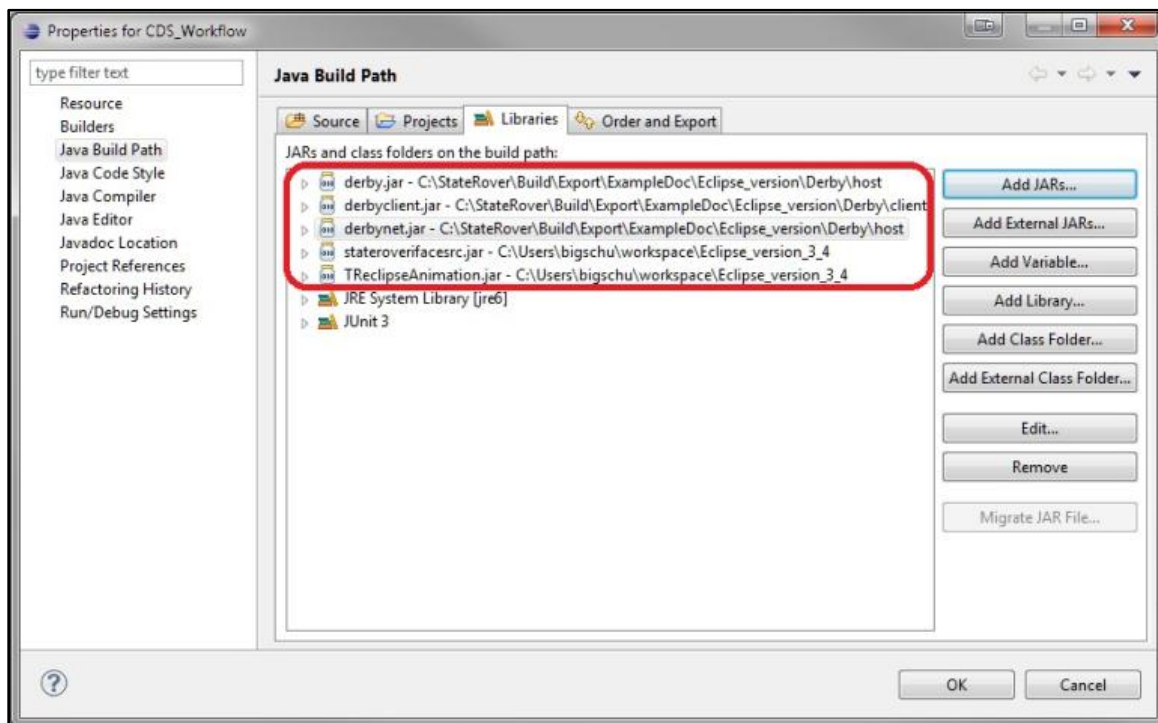 Properties for CDS_Workflow
type filter text
Resource
Builders
Java Build Path
Java Code Style
Java Compiler
Java Editor
Javadoc Location
Project References
Refactoring History
Run/Debug Settings
Java Build Path
Source Projects Libraries Order and Export
JARs and class folders on the build path:
derby.jar - C:\StateRover\Build\Export\ExampleDoc\Eclipse_version\Derby\host
derbyclient.jar - C:\StateRover\Build\Export\ExampleDoc\Eclipse_version\Derby\client
derbynet.jar - C:\StateRover\Build\Export\ExampleDoc\Eclipse_version\Derby\host
stateroverifacesrc.jar - C:\Users\bigschu\workspace\Eclipse_version_3_4
TReclipseAnimation.jar - C:\Users\bigschu\workspace\Eclipse_version_3_4
JRE System Library [jre6]
JUnit 3
Add JARs...
Add External JARs...
Add Variable...
Add Library...
Add Class Folder...
Add External Class Folder...
Edit...
Remove
Migrate JAR File...
OK Cancel